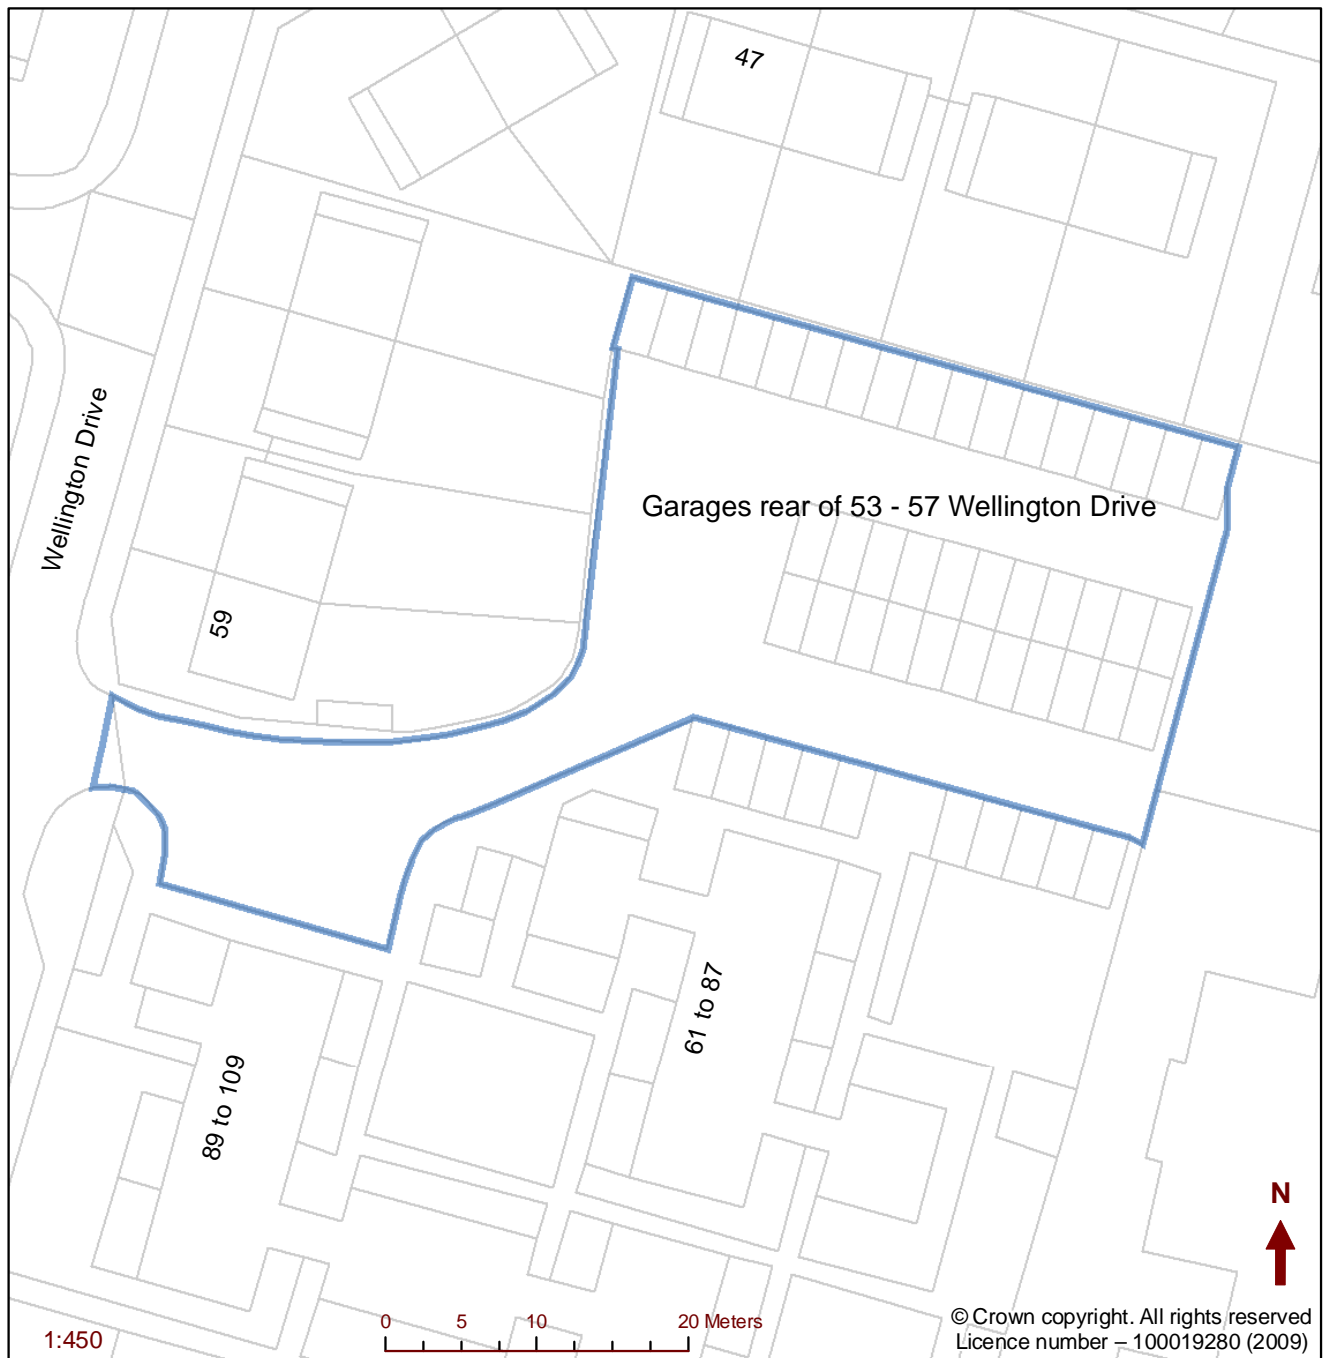 47
Wellington Drive
Garages rear of 53 - 57 Wellington Drive
59
61 to 87
89 to 109
N
0 5 10 20 Meters
1:450
© Crown copyright. All rights reserved
Licence number – 100019280 (2009)